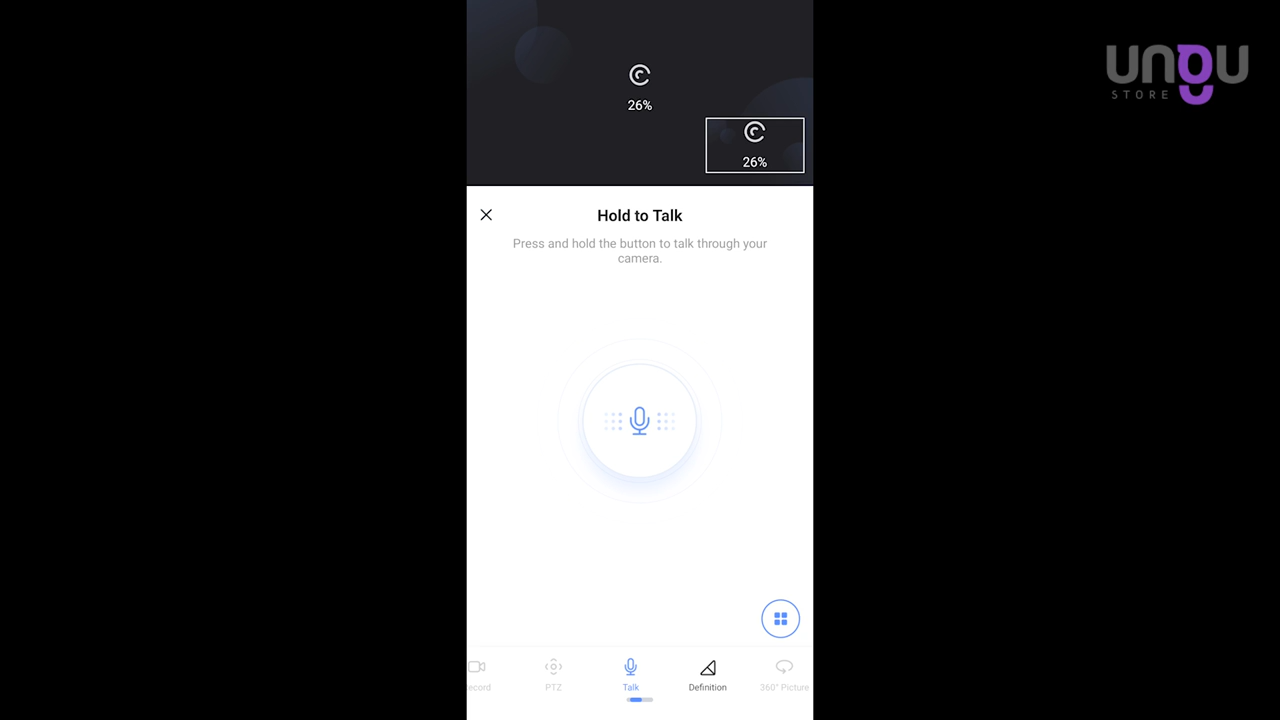 ungu
STORE
26%
26%
Hold to Talk
Press and hold the button to talk through your
camera.
ecord
PTZ
Talk
Definition
360° Picture